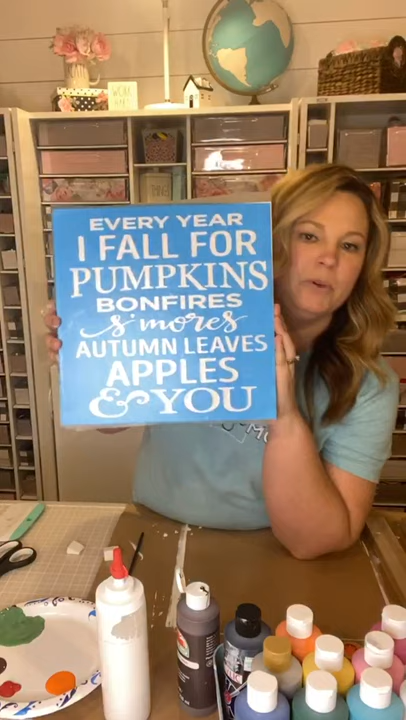 EVERY YEAR
I FALL FOR
PUMPKINS
BONFIRES
s'mores
AUTUMN LEAVES
APPLES
& YOU